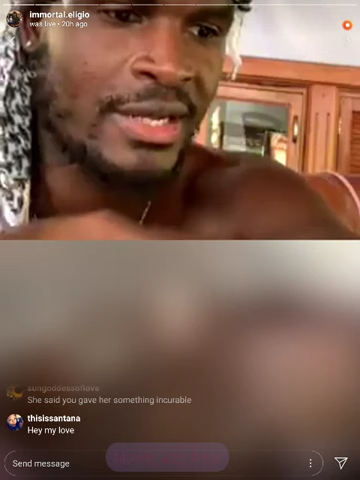 immortal.eligio
was live • 20h ago
sungoddessoflove
She said you gave her something incurable
thisissantana
Hey my love
Send message